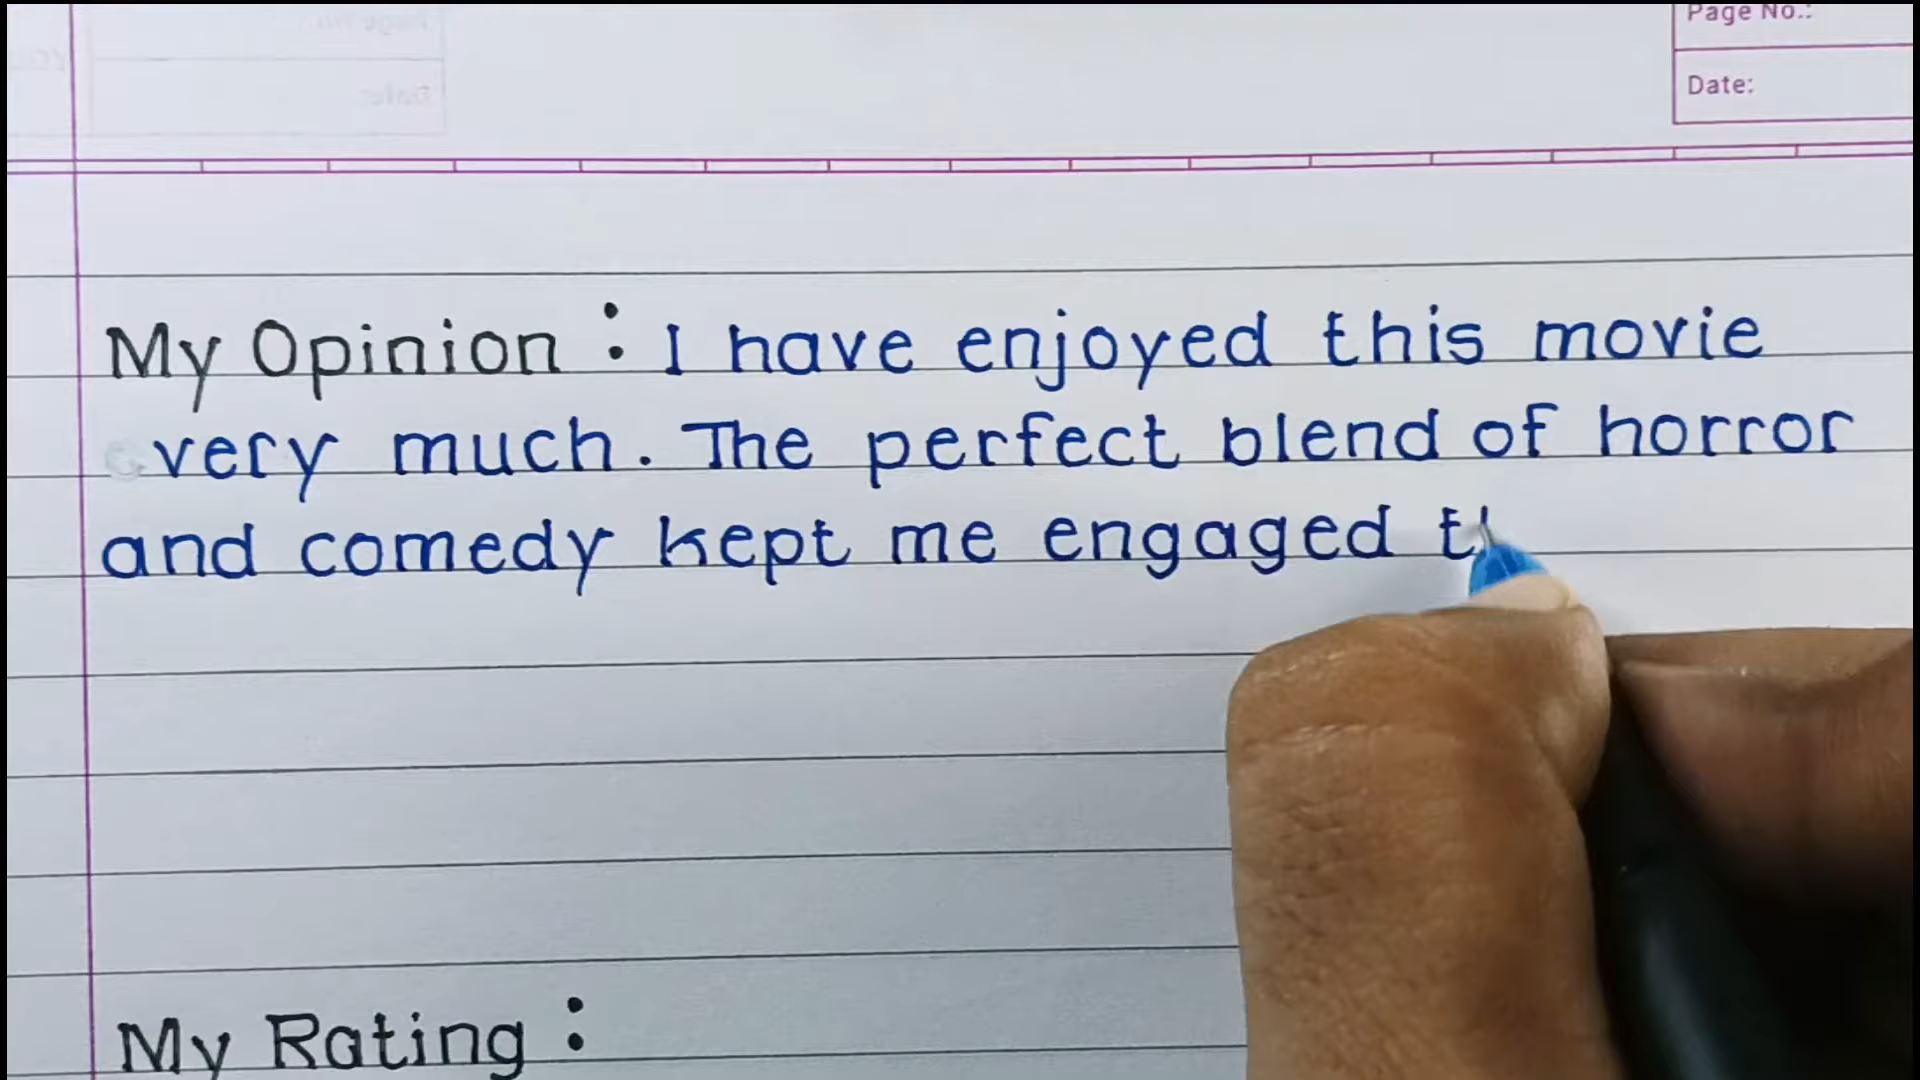 Page No.:
Date:
My Opinion : I have enjoyed this movie
very much. The perfect blend of horror
and comedy kept me engaged th
My Rating :